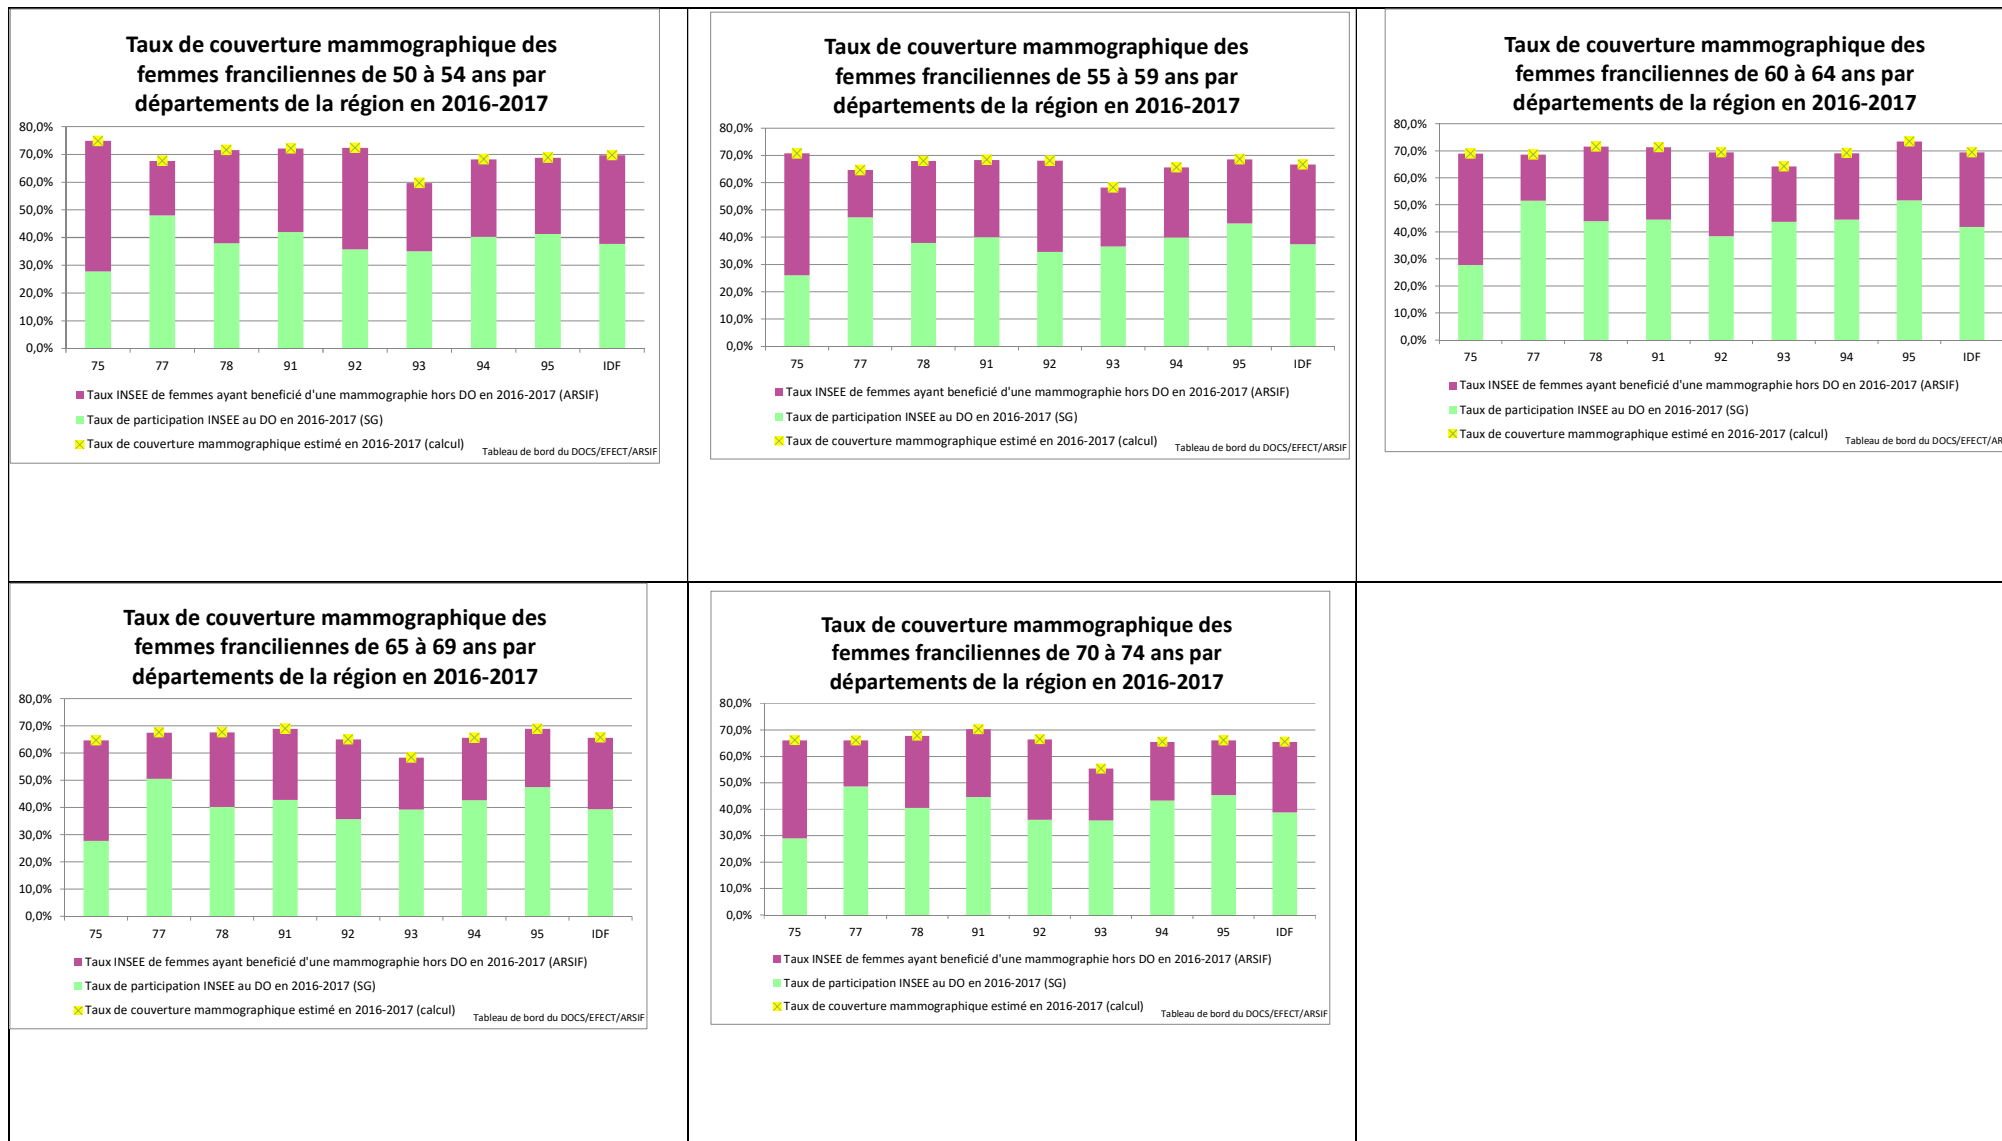 Taux de couverture mammographique des
femmes franciliennes de 50 à 54 ans par
départements de la région en 2016-2017
80,0%
70,0%
60,0%
50,0%
40,0%
30,0%
20,0%
10,0%
0,0%
75 77 78 91 92 93 94 95 IDF
Taux INSEE de femmes ayant beneficié d'une mammographie hors DO en 2016-2017 (ARSIF)
Taux de participation INSEE au DO en 2016-2017 (SG)
Taux de couverture mammographique estimé en 2016-2017 (calcul)
Tableau de bord du DOCS/EFECT/ARSIF
Taux de couverture mammographique des
femmes franciliennes de 55 à 59 ans par
départements de la région en 2016-2017
80,0%
70,0%
60,0%
50,0%
40,0%
30,0%
20,0%
10,0%
0,0%
75 77 78 91 92 93 94 95 IDF
Taux INSEE de femmes ayant beneficié d'une mammographie hors DO en 2016-2017 (ARSIF)
Taux de participation INSEE au DO en 2016-2017 (SG)
Taux de couverture mammographique estimé en 2016-2017 (calcul)
Tableau de bord du DOCS/EFECT/ARSIF
Taux de couverture mammographique des
femmes franciliennes de 60 à 64 ans par
départements de la région en 2016-2017
80,0%
70,0%
60,0%
50,0%
40,0%
30,0%
20,0%
10,0%
0,0%
75 77 78 91 92 93 94 95 IDF
Taux INSEE de femmes ayant beneficié d'une mammographie hors DO en 2016-2017 (ARSIF)
Taux de participation INSEE au DO en 2016-2017 (SG)
Taux de couverture mammographique estimé en 2016-2017 (calcul)
Tableau de bord du DOCS/EFECT/AR
Taux de couverture mammographique des
femmes franciliennes de 65 à 69 ans par
départements de la région en 2016-2017
80,0%
70,0%
60,0%
50,0%
40,0%
30,0%
20,0%
10,0%
0,0%
75 77 78 91 92 93 94 95 IDF
Taux INSEE de femmes ayant beneficié d'une mammographie hors DO en 2016-2017 (ARSIF)
Taux de participation INSEE au DO en 2016-2017 (SG)
Taux de couverture mammographique estimé en 2016-2017 (calcul)
Tableau de bord du DOCS/EFECT/ARSIF
Taux de couverture mammographique des
femmes franciliennes de 70 à 74 ans par
départements de la région en 2016-2017
80,0%
70,0%
60,0%
50,0%
40,0%
30,0%
20,0%
10,0%
0,0%
75 77 78 91 92 93 94 95 IDF
Taux INSEE de femmes ayant beneficié d'une mammographie hors DO en 2016-2017 (ARSIF)
Taux de participation INSEE au DO en 2016-2017 (SG)
Taux de couverture mammographique estimé en 2016-2017 (calcul)
Tableau de bord du DOCS/EFECT/ARSIF